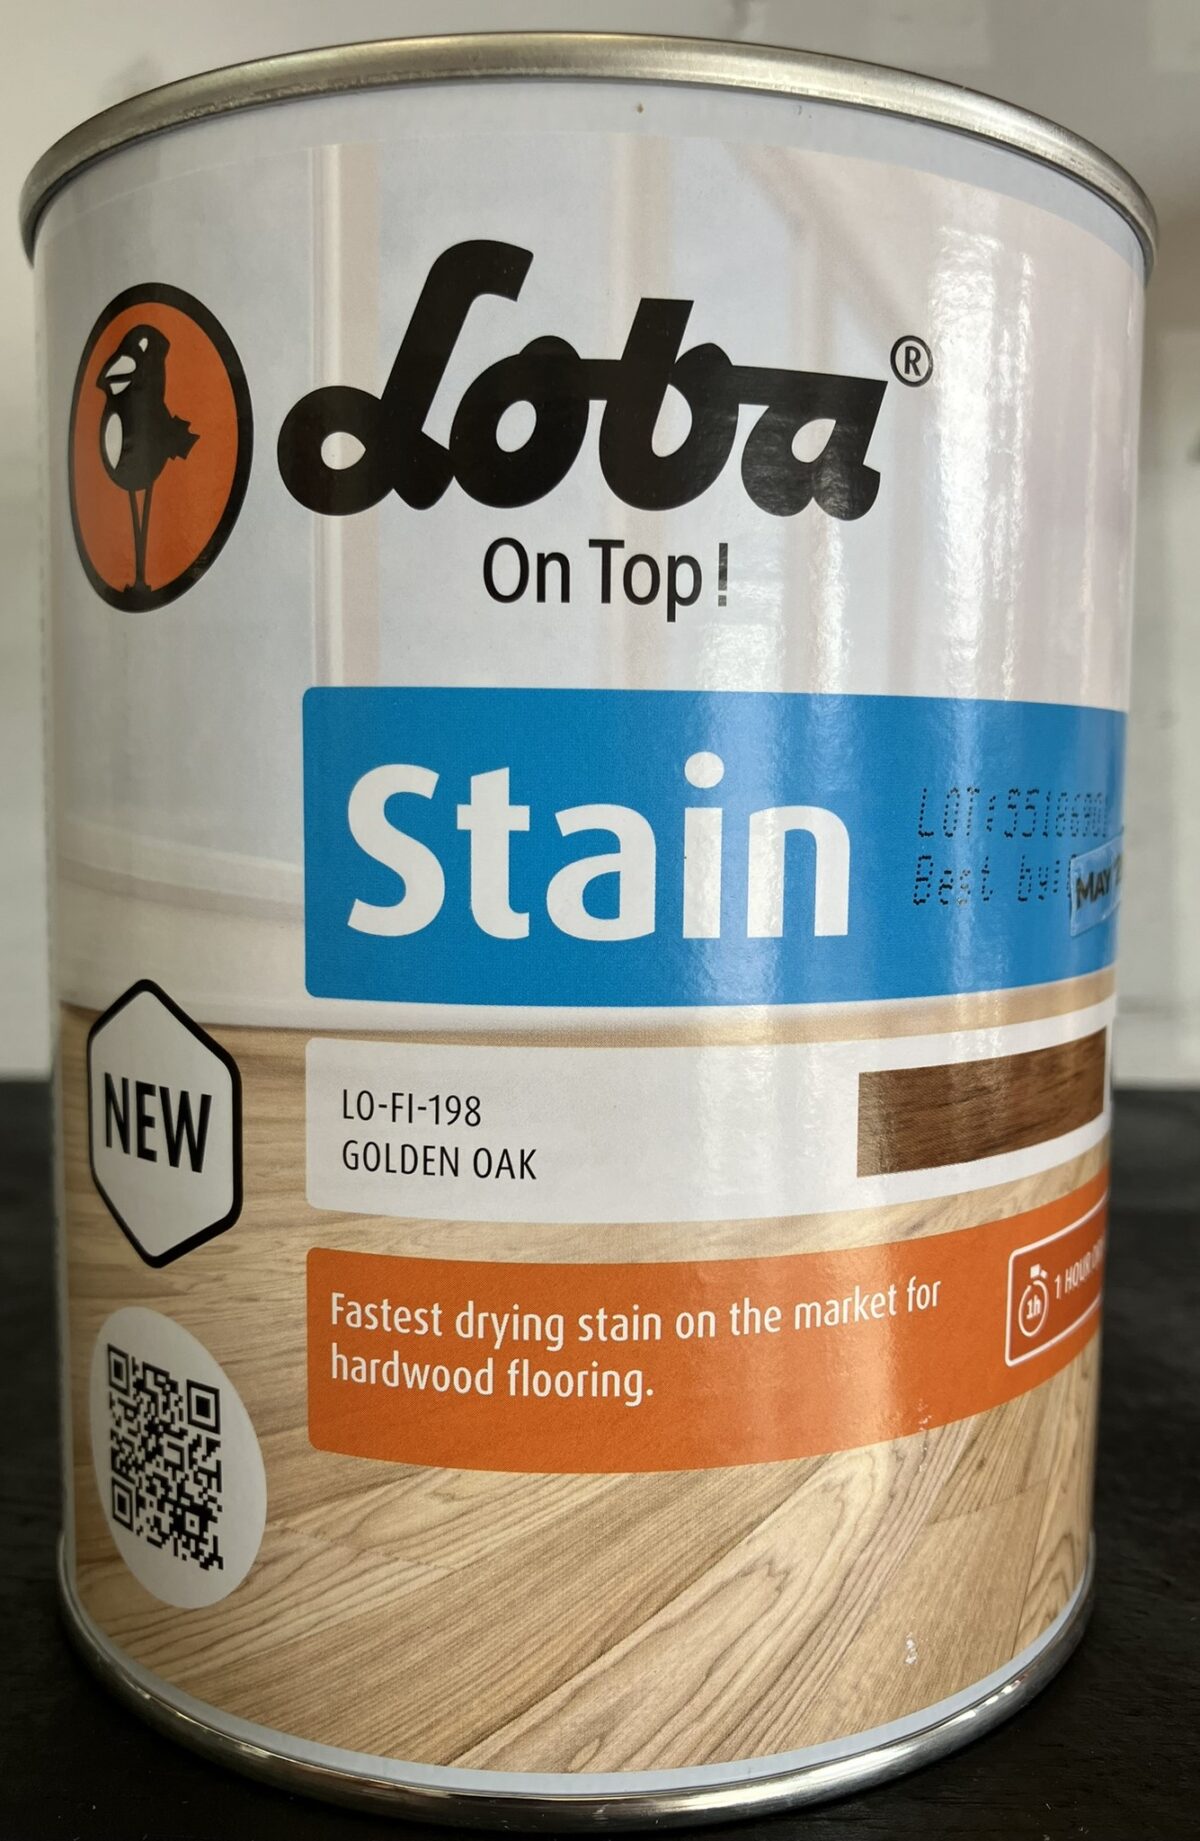 Loba®
On Top!
Stain
Best by:
MAY
NEW
LO-FI-198
GOLDEN OAK
Fastest drying stain on the market for
hardwood flooring.
1h
1 HOUR